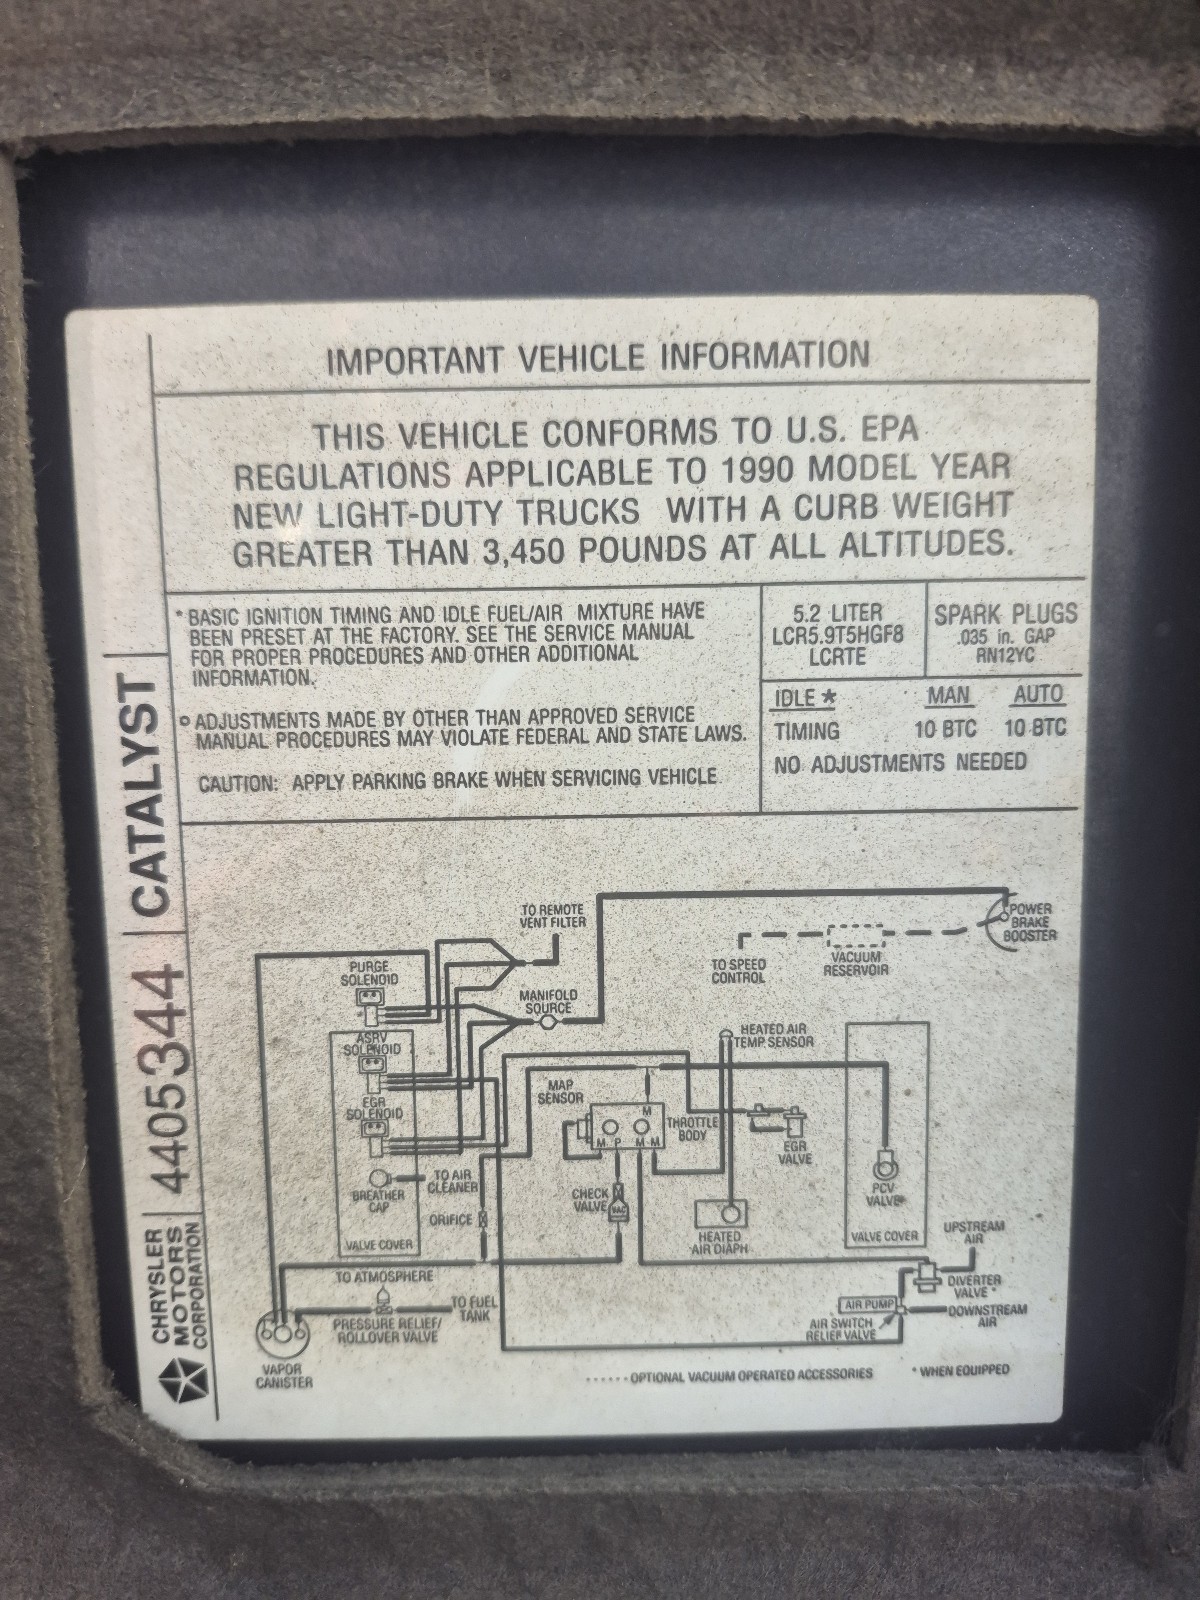 IMPORTANT VEHICLE INFORMATION
THIS VEHICLE CONFORMS TO U.S. EPA
REGULATIONS APPLICABLE TO 1990 MODEL YEAR
NEW LIGHT-DUTY TRUCKS WITH A CURB WEIGHT
GREATER THAN 3,450 POUNDS AT ALL ALTITUDES.
* BASIC IGNITION TIMING AND IDLE FUEL/AIR MIXTURE HAVE
BEEN PRESET AT THE FACTORY. SEE THE SERVICE MANUAL
FOR PROPER PROCEDURES AND OTHER ADDITIONAL
INFORMATION.
o ADJUSTMENTS MADE BY OTHER THAN APPROVED SERVICE
MANUAL PROCEDURES MAY VIOLATE FEDERAL AND STATE LAWS.
CAUTION: APPLY PARKING BRAKE WHEN SERVICING VEHICLE
5.2 LITER
LCR5.9T5HGF8
LCRTE
SPARK PLUGS
.035 in. GAP
RN12YC
IDLE * MAN AUTO
TIMING 10 BTC 10 BTC
NO ADJUSTMENTS NEEDED
CATALYST
4405344
CHRYSLER
MOTORS
CORPORATION
TO REMOTE
VENT FILTER
POWER
BRAKE
BOOSTER
TO SPEED
CONTROL
VACUUM
RESERVOIR
PURGE
SOLENOID
MANIFOLD
SOURCE
ASRV
SOLENOID
HEATED AIR
TEMP SENSOR
EGR
SOLENOID
MAP
SENSOR
M
THROTTLE
BODY
M P M M
EGR
VALVE
BREATHER
CAP
TO AIR
CLEANER
CHECK
VALVE
VAC
PCV
VALVE
ORIFICE
VALVE COVER
HEATED
AIR DIAPH
VALVE COVER
UPSTREAM
AIR
TO ATMOSPHERE
DIVERTER
VALVE *
TO FUEL
TANK
AIR PUMP
DOWNSTREAM
AIR
PRESSURE RELIEF/
ROLLOVER VALVE
AIR SWITCH
RELIEF VALVE
VAPOR
CANISTER
...... OPTIONAL VACUUM OPERATED ACCESSORIES * WHEN EQUIPPED